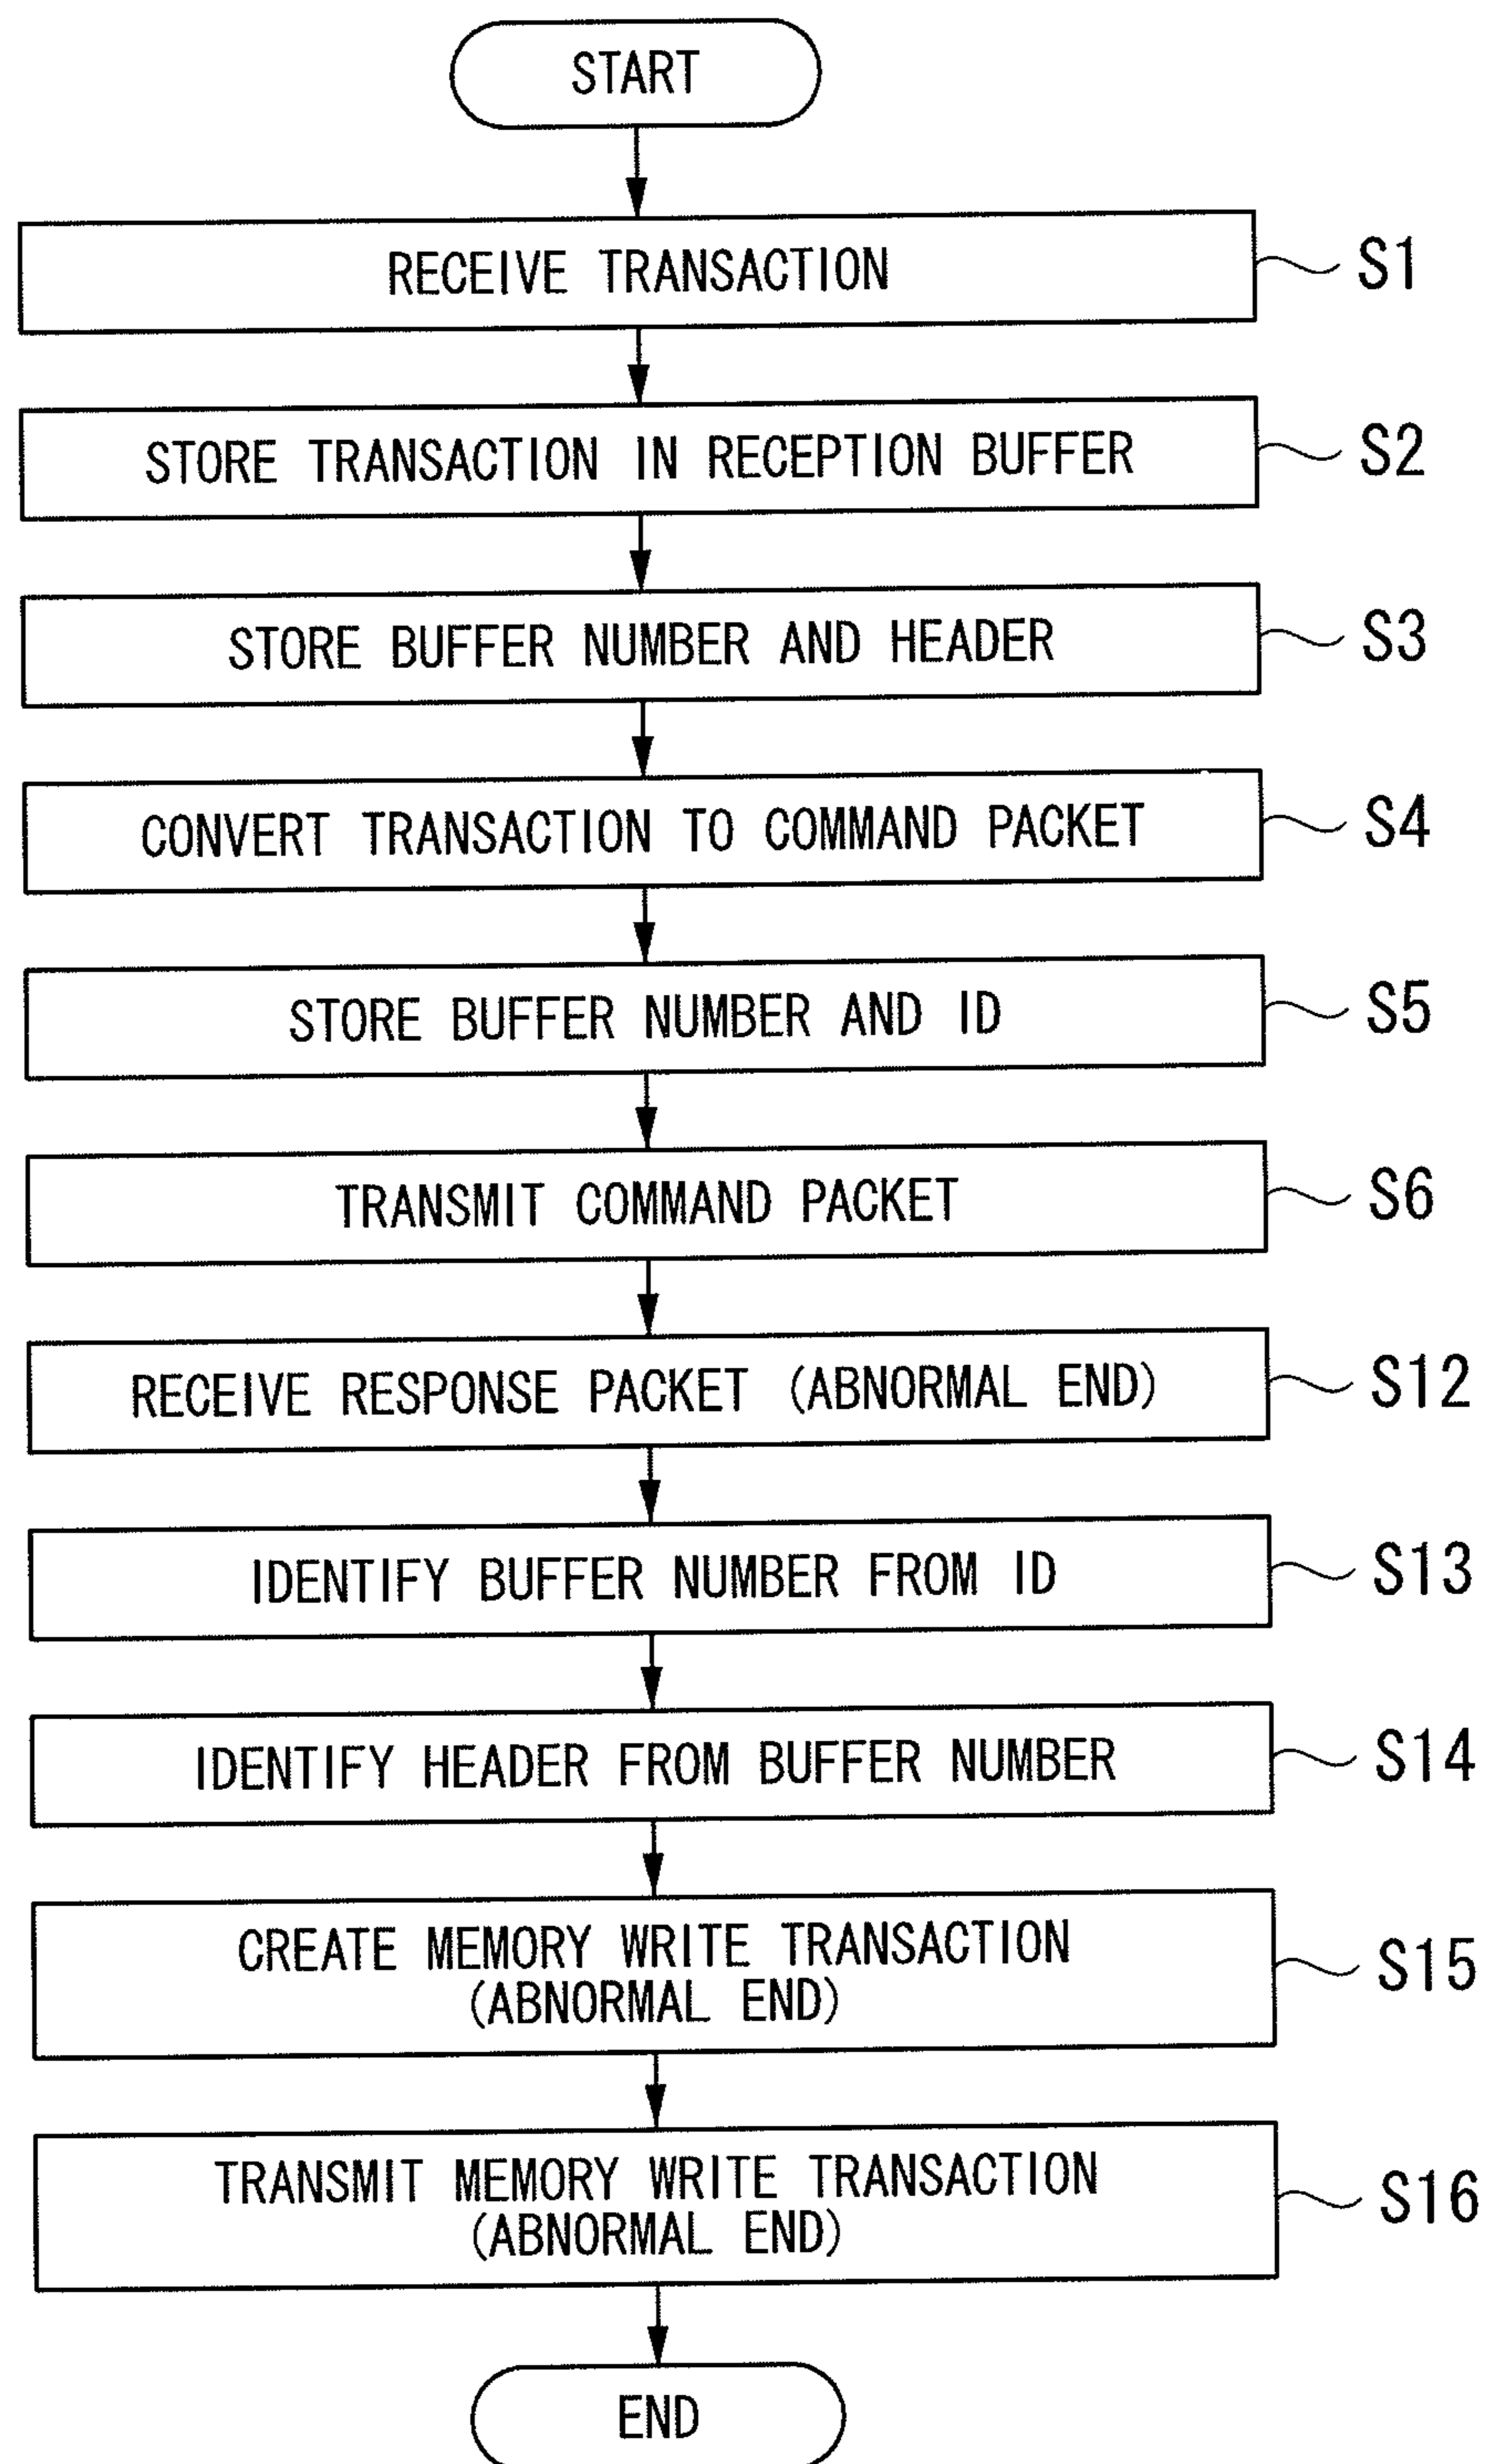 START
RECEIVE TRANSACTION S1
STORE TRANSACTION IN RECEPTION BUFFER S2
STORE BUFFER NUMBER AND HEADER S3
CONVERT TRANSACTION TO COMMAND PACKET S4
STORE BUFFER NUMBER AND ID S5
TRANSMIT COMMAND PACKET S6
RECEIVE RESPONSE PACKET (ABNORMAL END) S12
IDENTIFY BUFFER NUMBER FROM ID S13
IDENTIFY HEADER FROM BUFFER NUMBER S14
CREATE MEMORY WRITE TRANSACTION
(ABNORMAL END) S15
TRANSMIT MEMORY WRITE TRANSACTION
(ABNORMAL END) S16
END